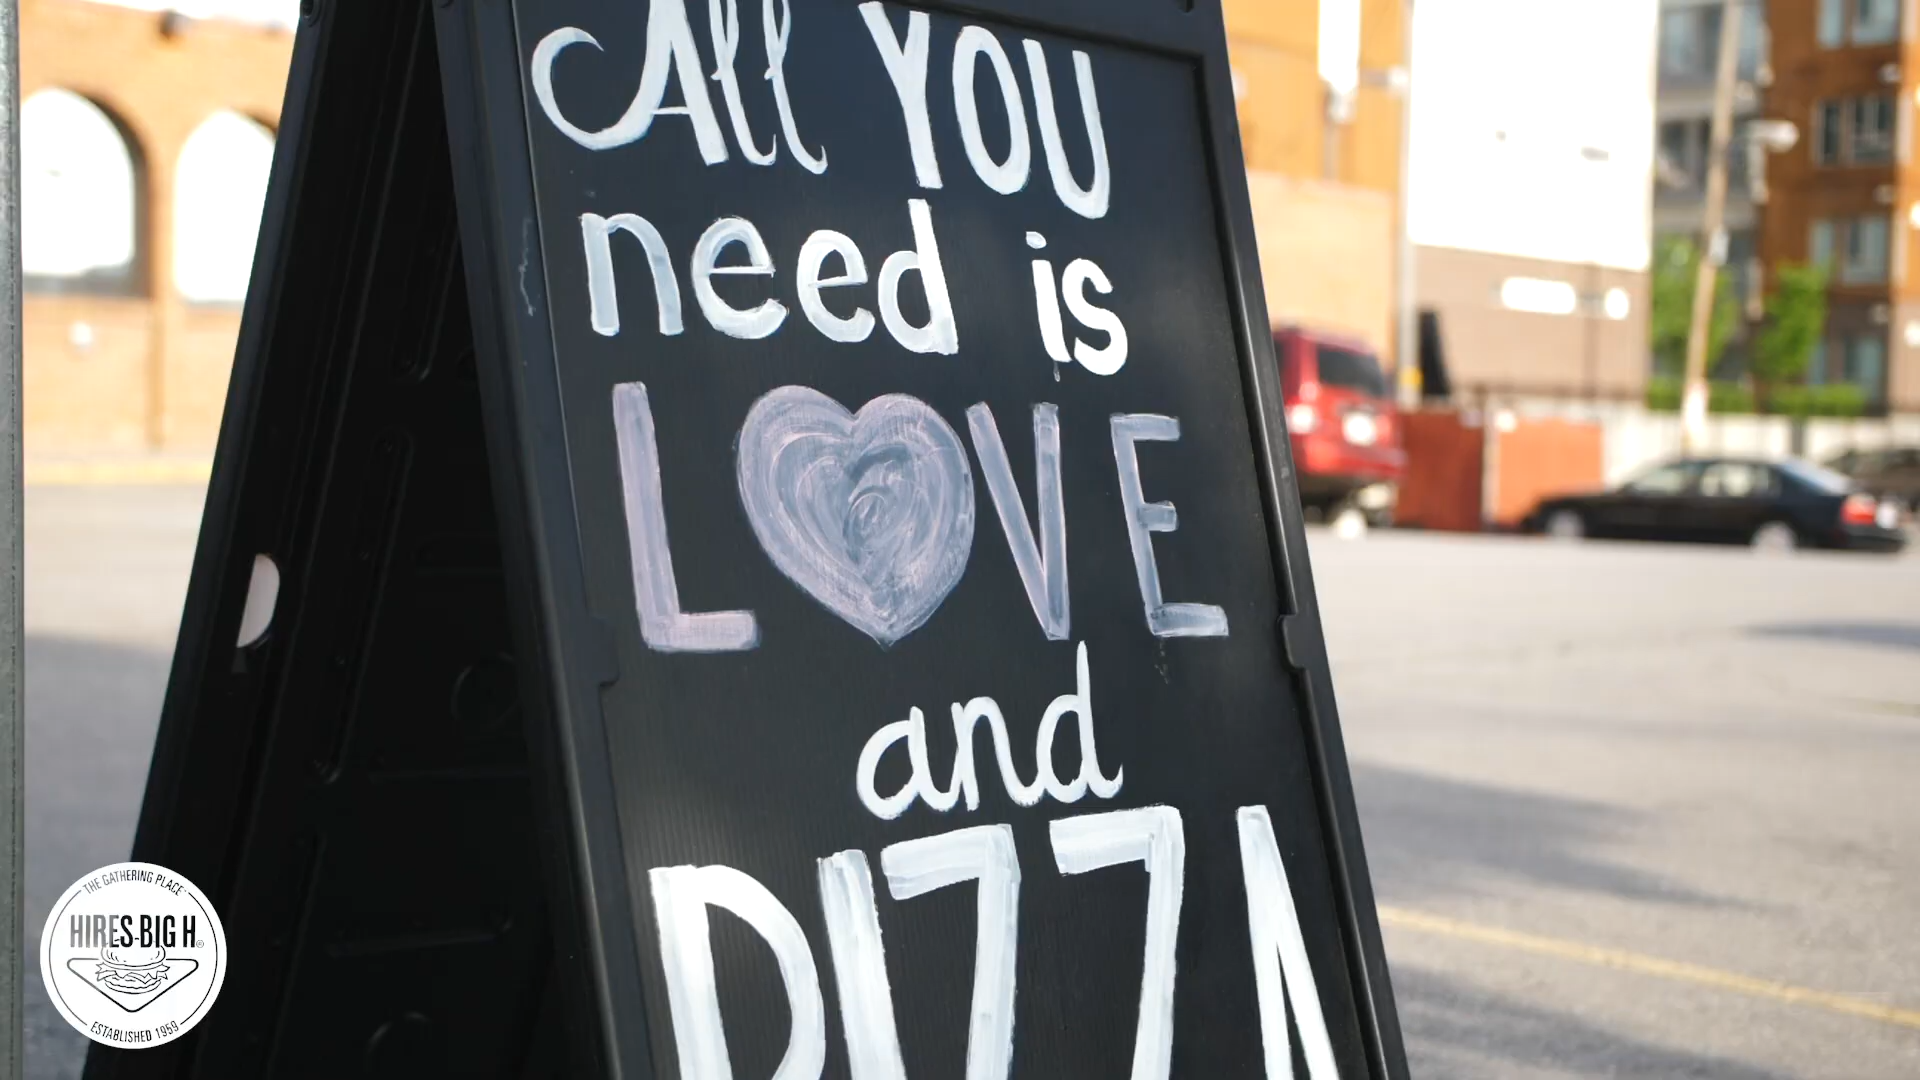 All YOU
need is
LOVE
and
PIZZA
THE GATHERING PLACE
HIRES-BIG H®
ESTABLISHED 1959